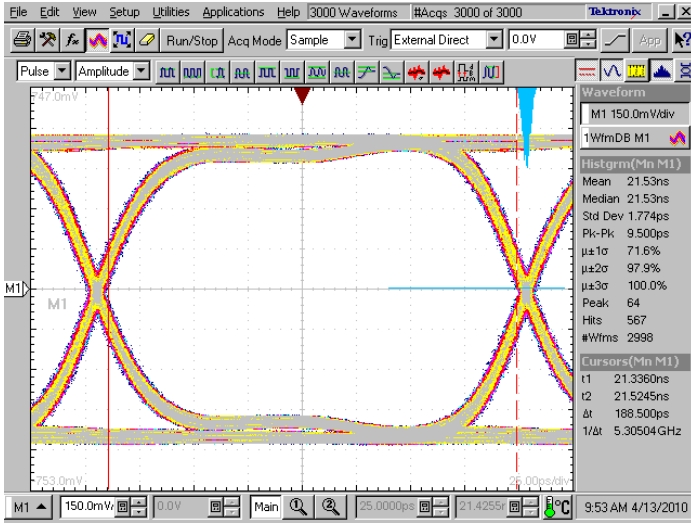 File Edit View Setup Utilities Applications Help 3000 Waveforms #Acqs 3000 of 3000 Tektronix
Run/Stop Acq Mode Sample Trig External Direct 0.0V App
Pulse Amplitude
747.0mV
Waveform
M1 150.0mV/div
1WfmDB M1
Histgrm(Mn M1)
Mean 21.53ns
Median 21.53ns
Std Dev 1.774ps
Pk-Pk 9.500ps
µ±1σ 71.6%
µ±2σ 97.9%
µ±3σ 100.0%
Peak 64
Hits 567
#Wfms 2998
M1
M1
Cursors(Mn M1)
t1 21.3360ns
t2 21.5245ns
Δt 188.500ps
1/Δt 5.30504GHz
-753.0mV 25.00ps/div
M1 150.0mV/ 0.0V Main 25.0000ps 21.4255r °C 9:53 AM 4/13/2010